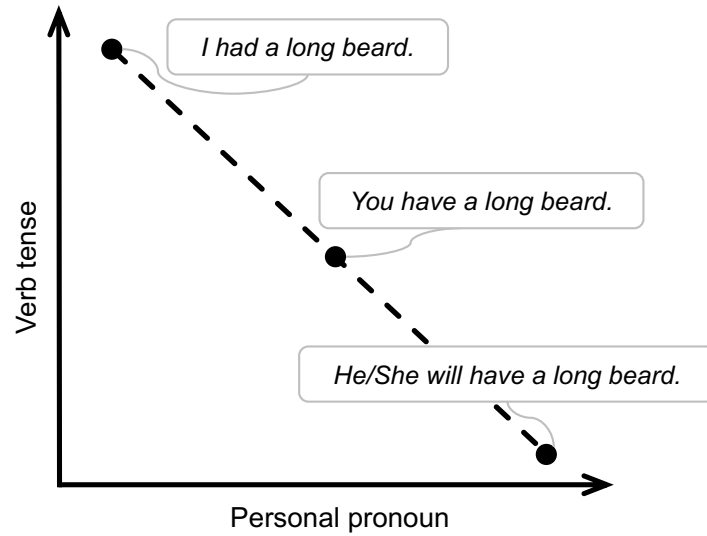 I had a long beard.
You have a long beard.
Verb tense
He/She will have a long beard.
Personal pronoun